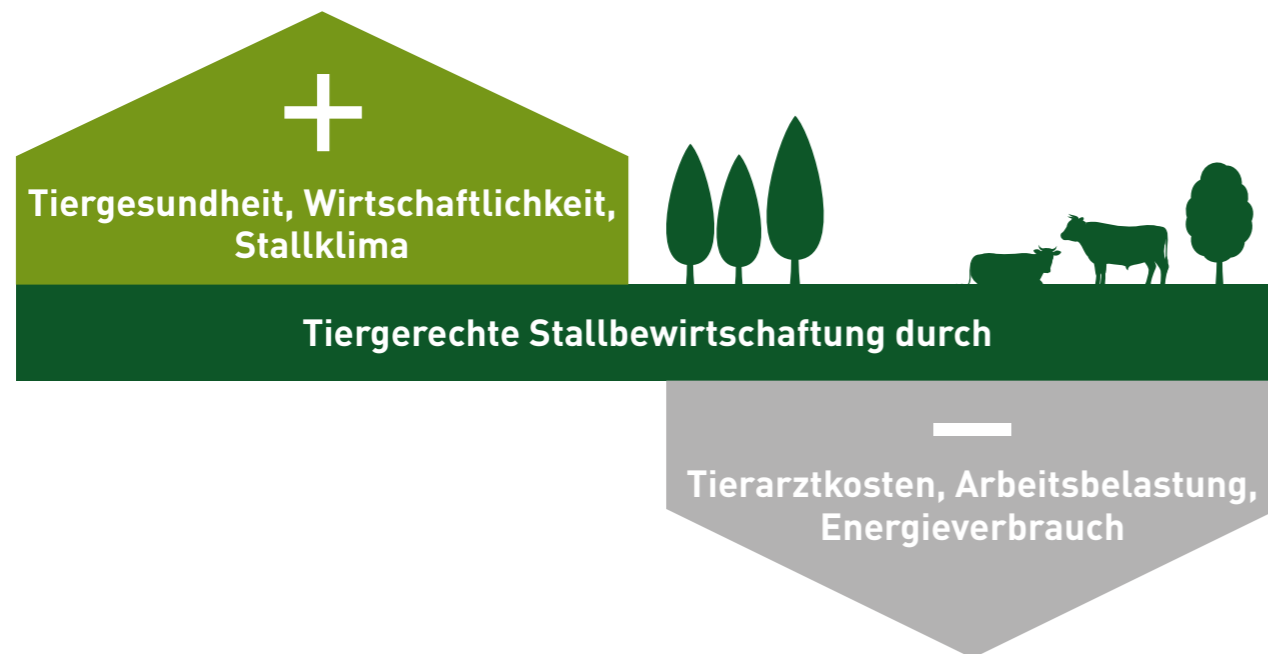 +
Tiergesundheit, Wirtschaftlichkeit,
Stallklima
Tiergerechte Stallbewirtschaftung durch
—
Tierarztkosten, Arbeitsbelastung,
Energieverbrauch